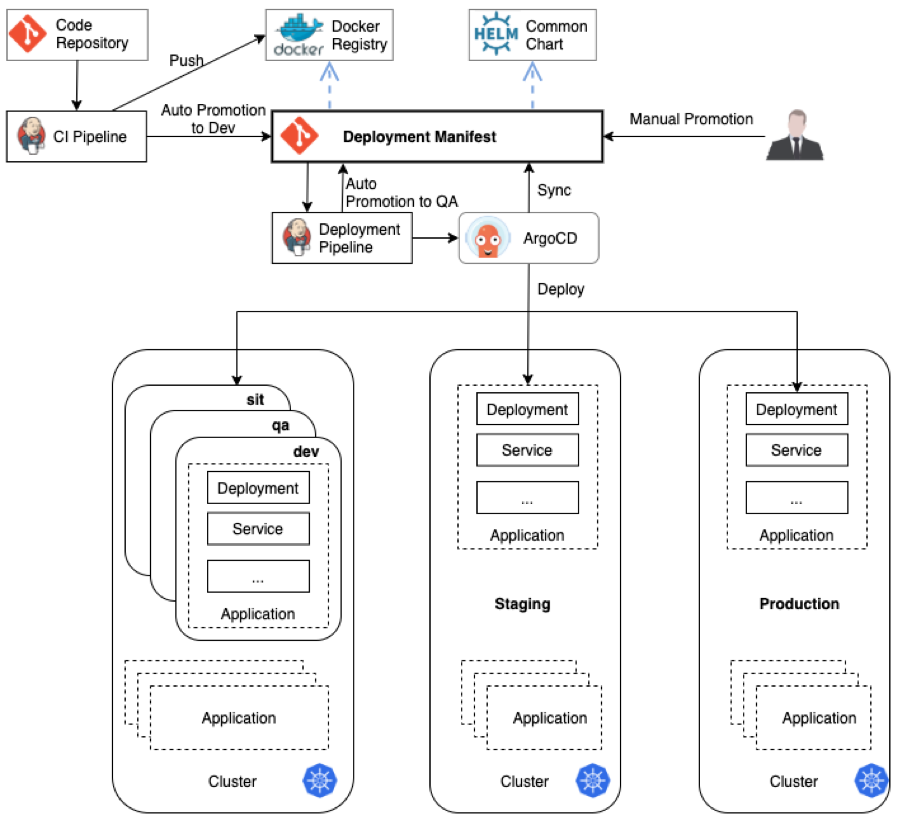 Code
Repository
docker
Docker
Registry
HELM
Common
Chart
Push
CI Pipeline
Auto Promotion
to Dev
Deployment Manifest
Manual Promotion
Auto
Promotion to QA
Sync
Deployment
Pipeline
ArgoCD
Deploy
sit
qa
dev
Deployment
Service
...
Application
Application
Cluster
Deployment
Service
...
Application
Staging
Application
Cluster
Deployment
Service
...
Application
Production
Application
Cluster